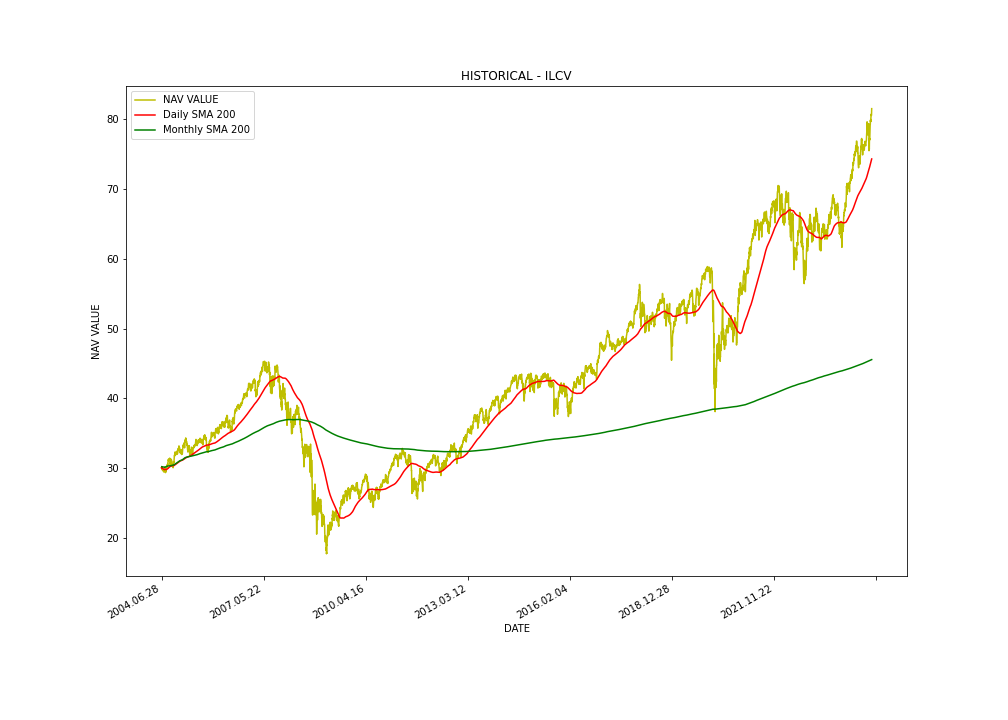 HISTORICAL - ILCV
NAV VALUE
Daily SMA 200
Monthly SMA 200
80
70
60
50
40
30
20
NAV VALUE
2004.06.28
2007.05.22
2010.04.16
2013.03.12
2016.02.04
2018.12.28
2021.11.22
DATE